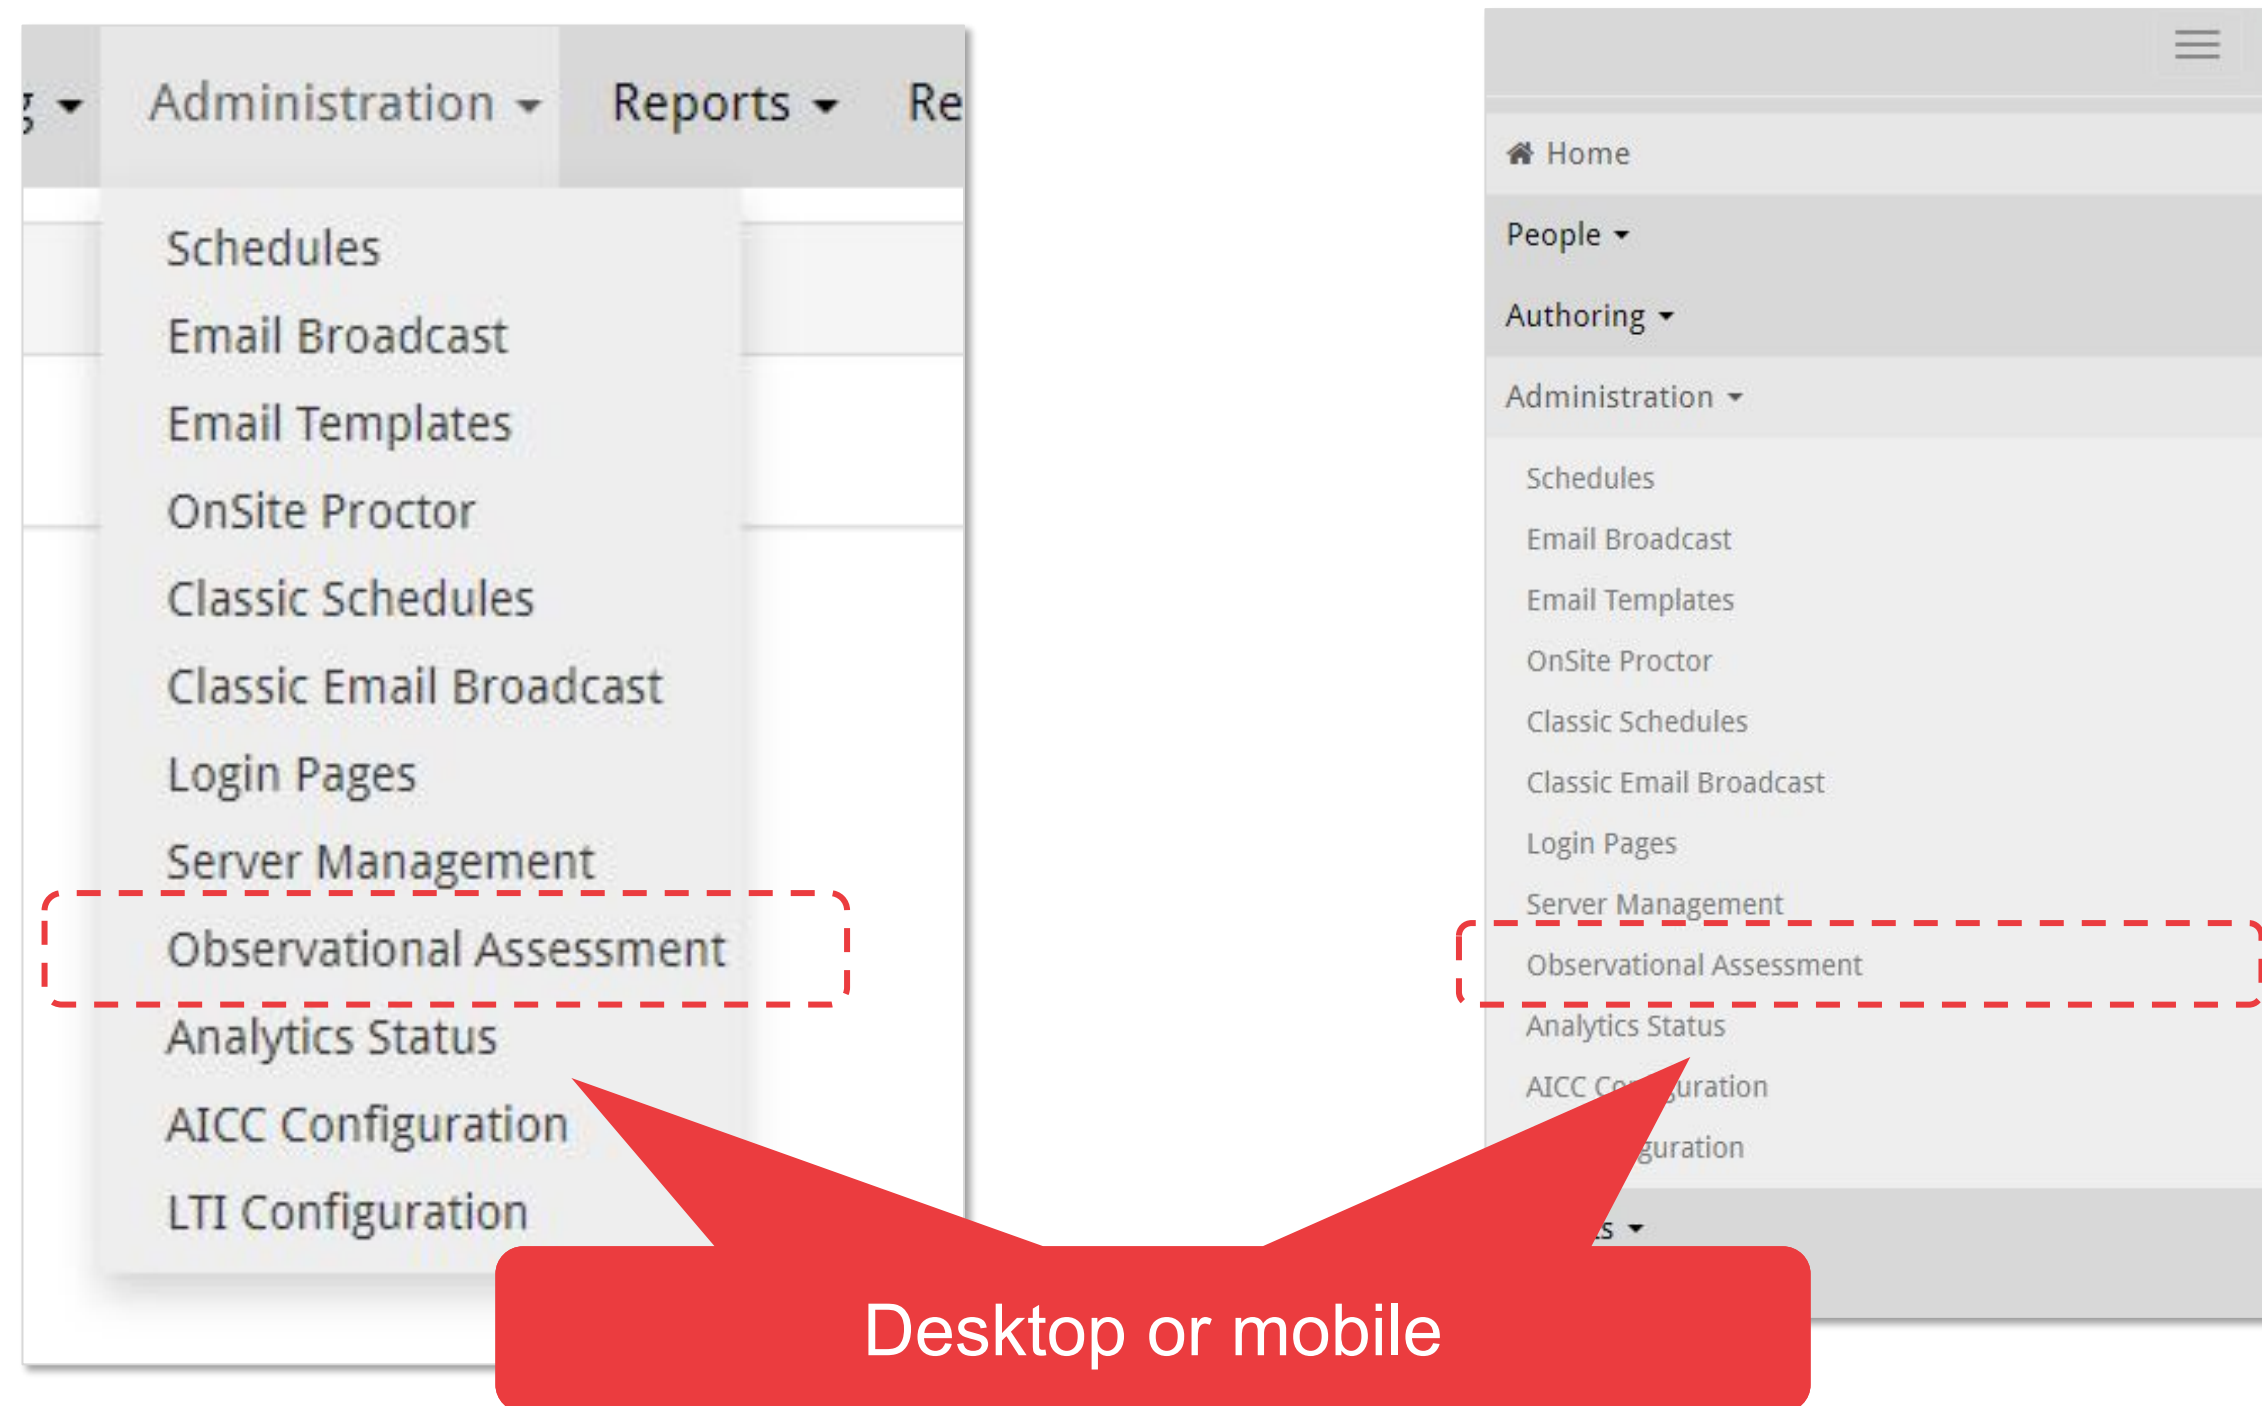 Administration
Reports
Re
Schedules
Email Broadcast
Email Templates
OnSite Proctor
Classic Schedules
Classic Email Broadcast
Login Pages
Server Management
Observational Assessment
Analytics Status
AICC Configuration
LTI Configuration
Home
People
Authoring
Administration
Schedules
Email Broadcast
Email Templates
OnSite Proctor
Classic Schedules
Classic Email Broadcast
Login Pages
Server Management
Observational Assessment
Analytics Status
AICC
Desktop or mobile